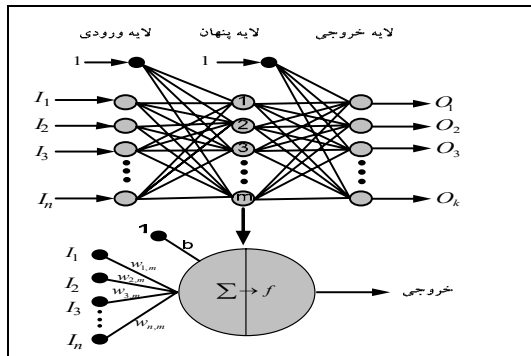 لایه ورودی لایه پنهان لایه خروجی
1 1
I₁ 1 O₁
I₂ 2 O₂
I₃ 3 O₃
Iₙ m Oₖ
1 b
I₁ w₁,ₘ
I₂ w₂,ₘ
I₃ w₃,ₘ
Iₙ wₙ,ₘ
∑ → f
خروجی